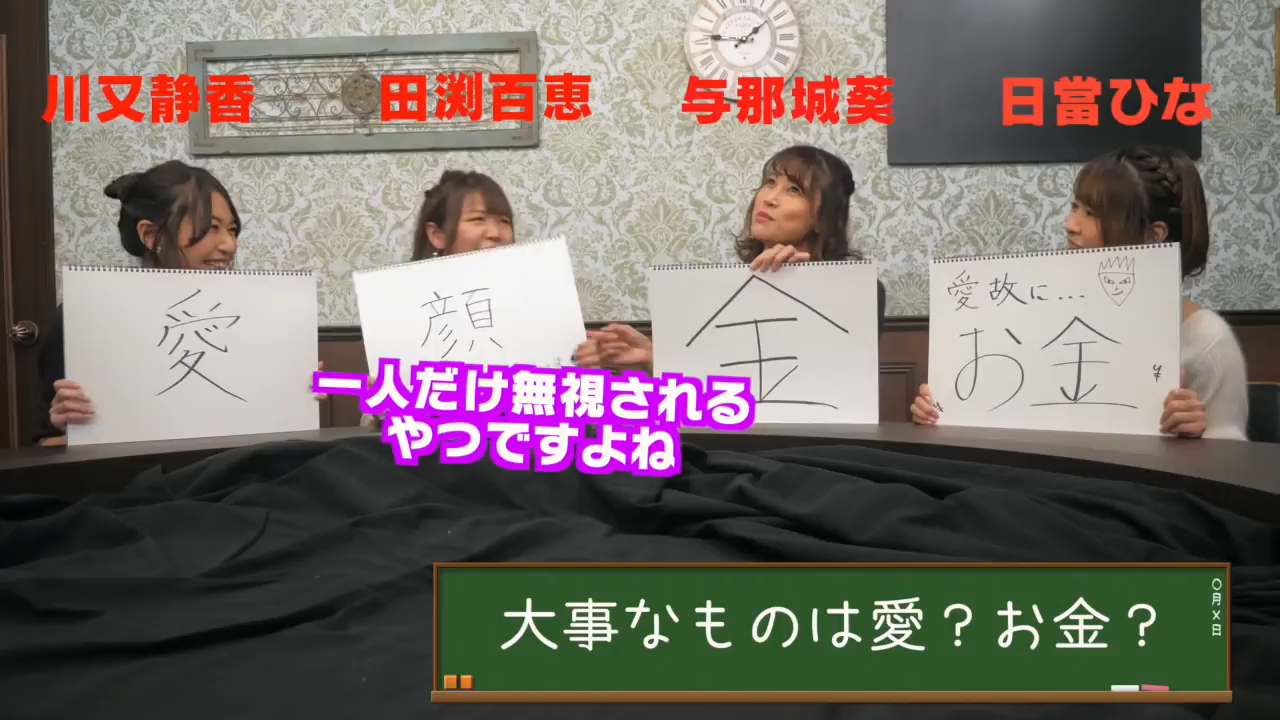 川又静香
田渕百恵
与那城葵
日當ひな
愛
顔
金
愛故に...
お金
¥
一人だけ無視される
やつですよね
大事なものは愛？お金？
〇月×日